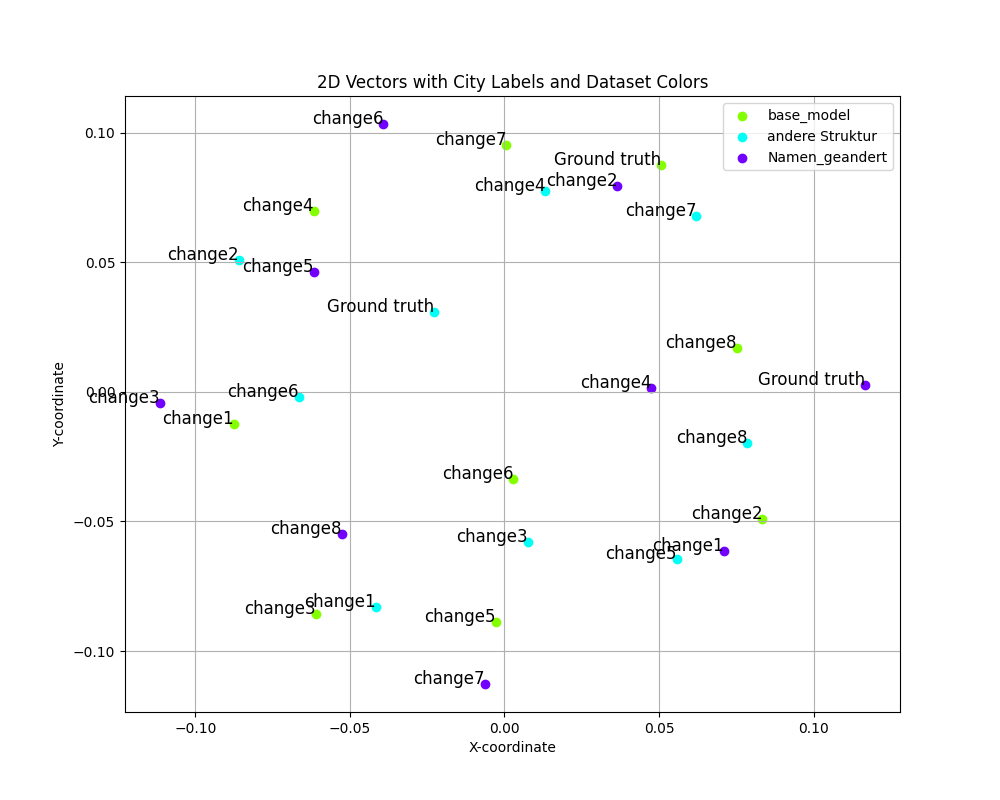 2D Vectors with City Labels and Dataset Colors
base_model
andere Struktur
Namen_geandert
change6
change7
Ground truth
change4
change2
change7
change4
change2
change5
Ground truth
change8
change4
Ground truth
change3
change6
change1
change8
change6
change2
change8
change3
change5
change1
change3
change1
change5
change7
0.10
0.05
0.00
−0.05
−0.10
Y-coordinate
−0.10
−0.05
0.00
0.05
0.10
X-coordinate